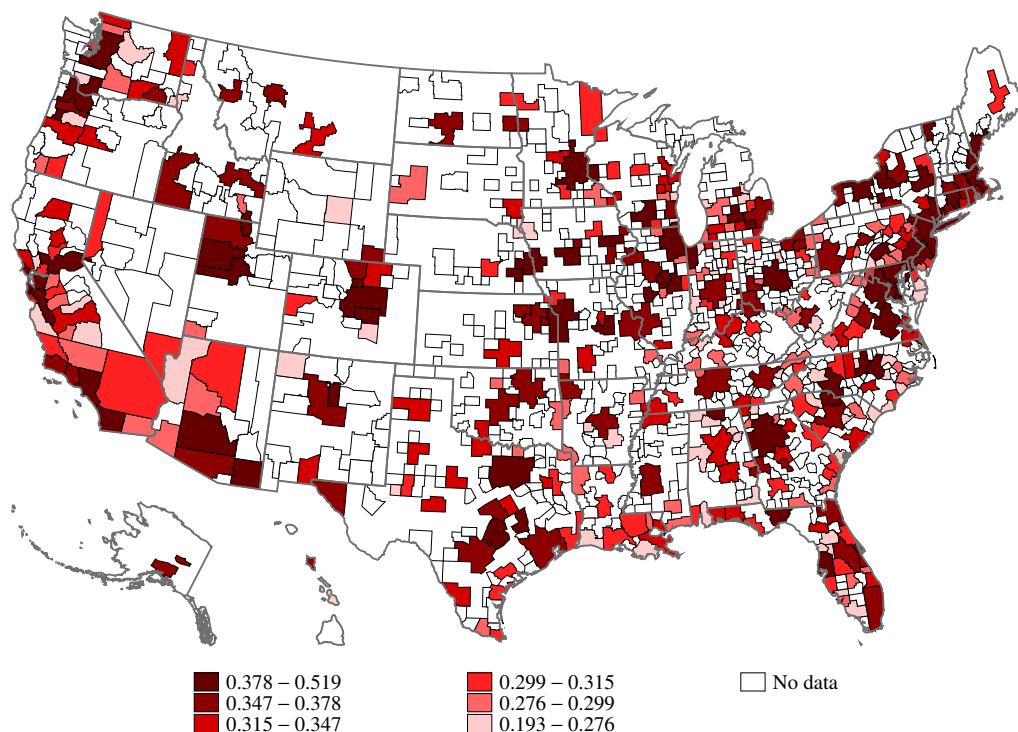 0.378 – 0.519
0.347 – 0.378
0.315 – 0.347
0.299 – 0.315
0.276 – 0.299
0.193 – 0.276
No data